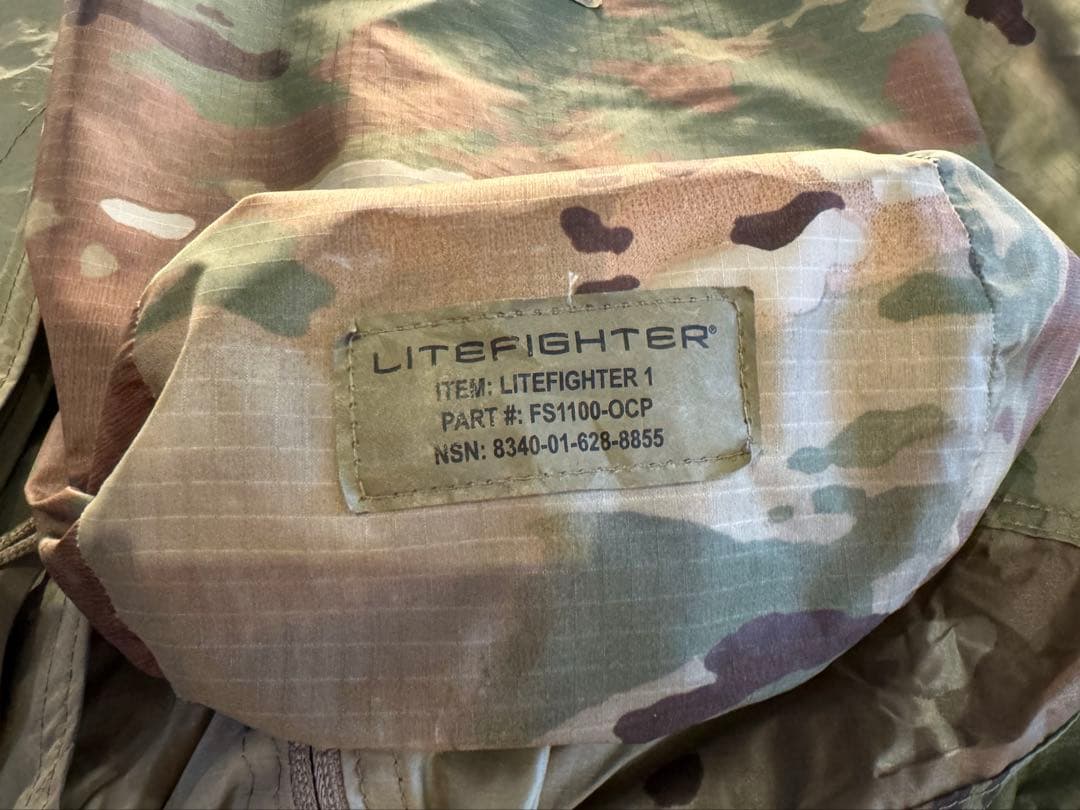 LITEFIGHTER®
ITEM: LITEFIGHTER 1
PART #: FS1100-OCP
NSN: 8340-01-628-8855